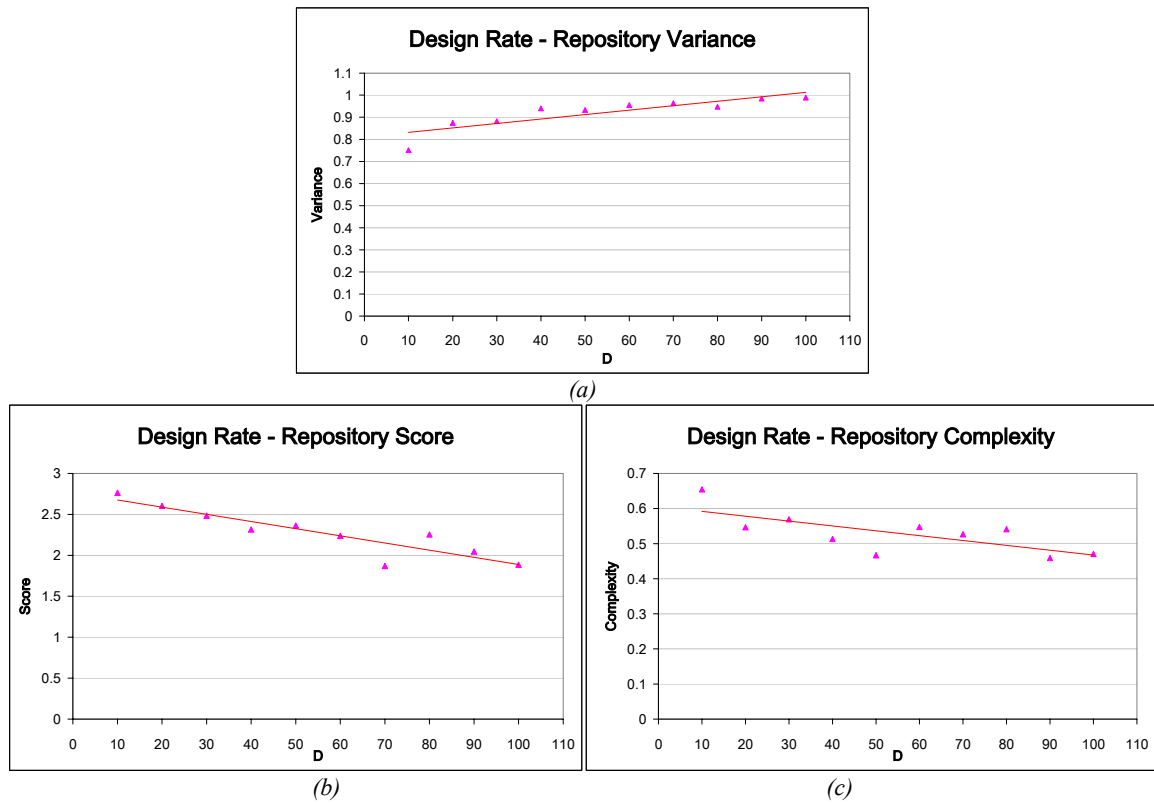 Design Rate - Repository Variance
1.1
1
0.9
0.8
0.7
0.6
0.5
0.4
0.3
0.2
0.1
0
Variance
0 10 20 30 40 50 60 70 80 90 100 110
D
(a)
Design Rate - Repository Score
3
2.5
2
1.5
1
0.5
0
Score
0 10 20 30 40 50 60 70 80 90 100 110
D
(b)
Design Rate - Repository Complexity
0.7
0.6
0.5
0.4
0.3
0.2
0.1
0
Complexity
0 10 20 30 40 50 60 70 80 90 100 110
D
(c)